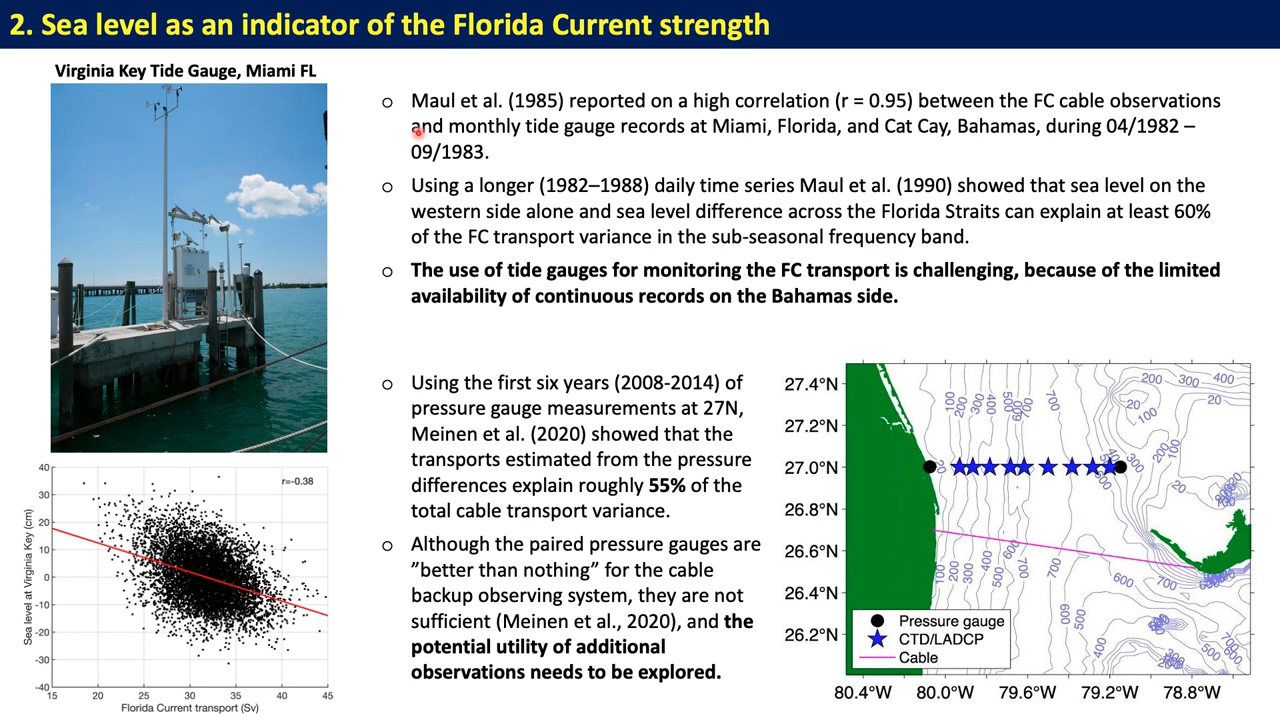 2. Sea level as an indicator of the Florida Current strength
Virginia Key Tide Gauge, Miami FL
o Maul et al. (1985) reported on a high correlation (r = 0.95) between the FC cable observations
and monthly tide gauge records at Miami, Florida, and Cat Cay, Bahamas, during 04/1982 –
09/1983.
o Using a longer (1982–1988) daily time series Maul et al. (1990) showed that sea level on the
western side alone and sea level difference across the Florida Straits can explain at least 60%
of the FC transport variance in the sub-seasonal frequency band.
o The use of tide gauges for monitoring the FC transport is challenging, because of the limited
availability of continuous records on the Bahamas side.
o Using the first six years (2008-2014) of
pressure gauge measurements at 27N,
Meinen et al. (2020) showed that the
transports estimated from the pressure
differences explain roughly 55% of the
total cable transport variance.
o Although the paired pressure gauges are
”better than nothing” for the cable
backup observing system, they are not
sufficient (Meinen et al., 2020), and the
potential utility of additional
observations needs to be explored.
r=-0.38
Sea level at Virginia Key (cm)
40
30
20
10
0
-10
-20
-30
-40
15 20 25 30 35 40 45
Florida Current transport (Sv)
27.4°N
27.2°N
27.0°N
26.8°N
26.6°N
26.4°N
26.2°N
80.4°W 80.0°W 79.6°W 79.2°W 78.8°W
Pressure gauge
CTD/LADCP
Cable